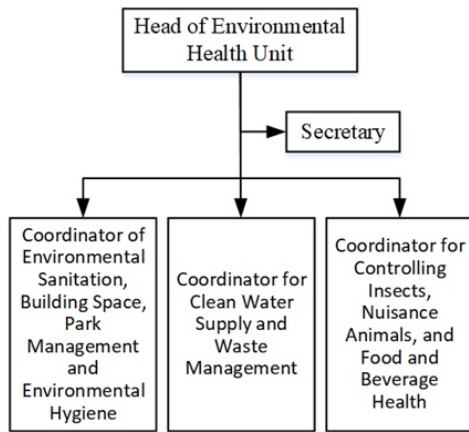 Head of Environmental
Health Unit
Secretary
Coordinator of
Environmental
Sanitation,
Building Space,
Park
Management
and
Environmental
Hygiene
Coordinator for
Clean Water
Supply and
Waste
Management
Coordinator for
Controlling
Insects,
Nuisance
Animals, and
Food and
Beverage
Health